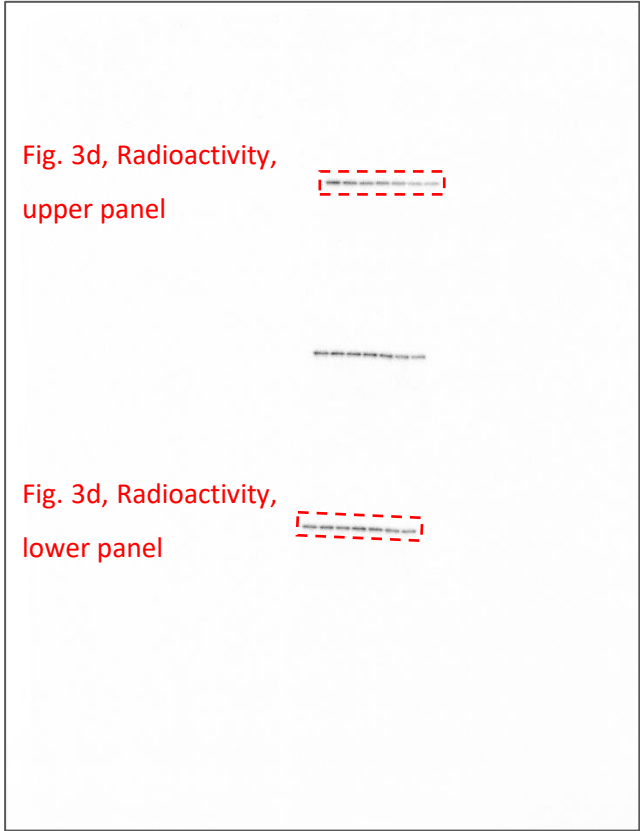 Fig. 3d, Radioactivity,
upper panel
Fig. 3d, Radioactivity,
lower panel